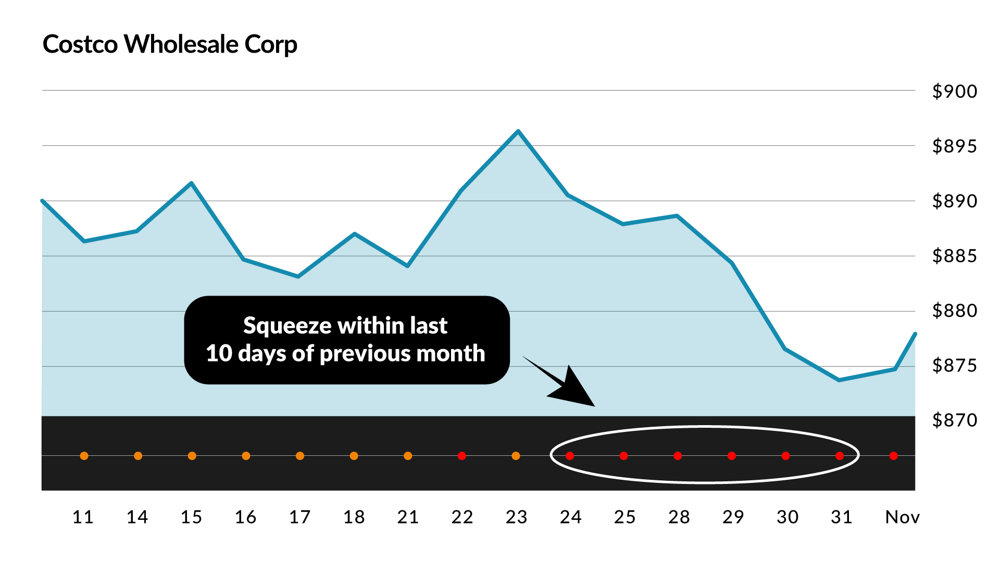 Costco Wholesale Corp
$900
$895
$890
$885
$880
$875
$870
Squeeze within last
10 days of previous month
11 14 15 16 17 18 21 22 23 24 25 28 29 30 31 Nov